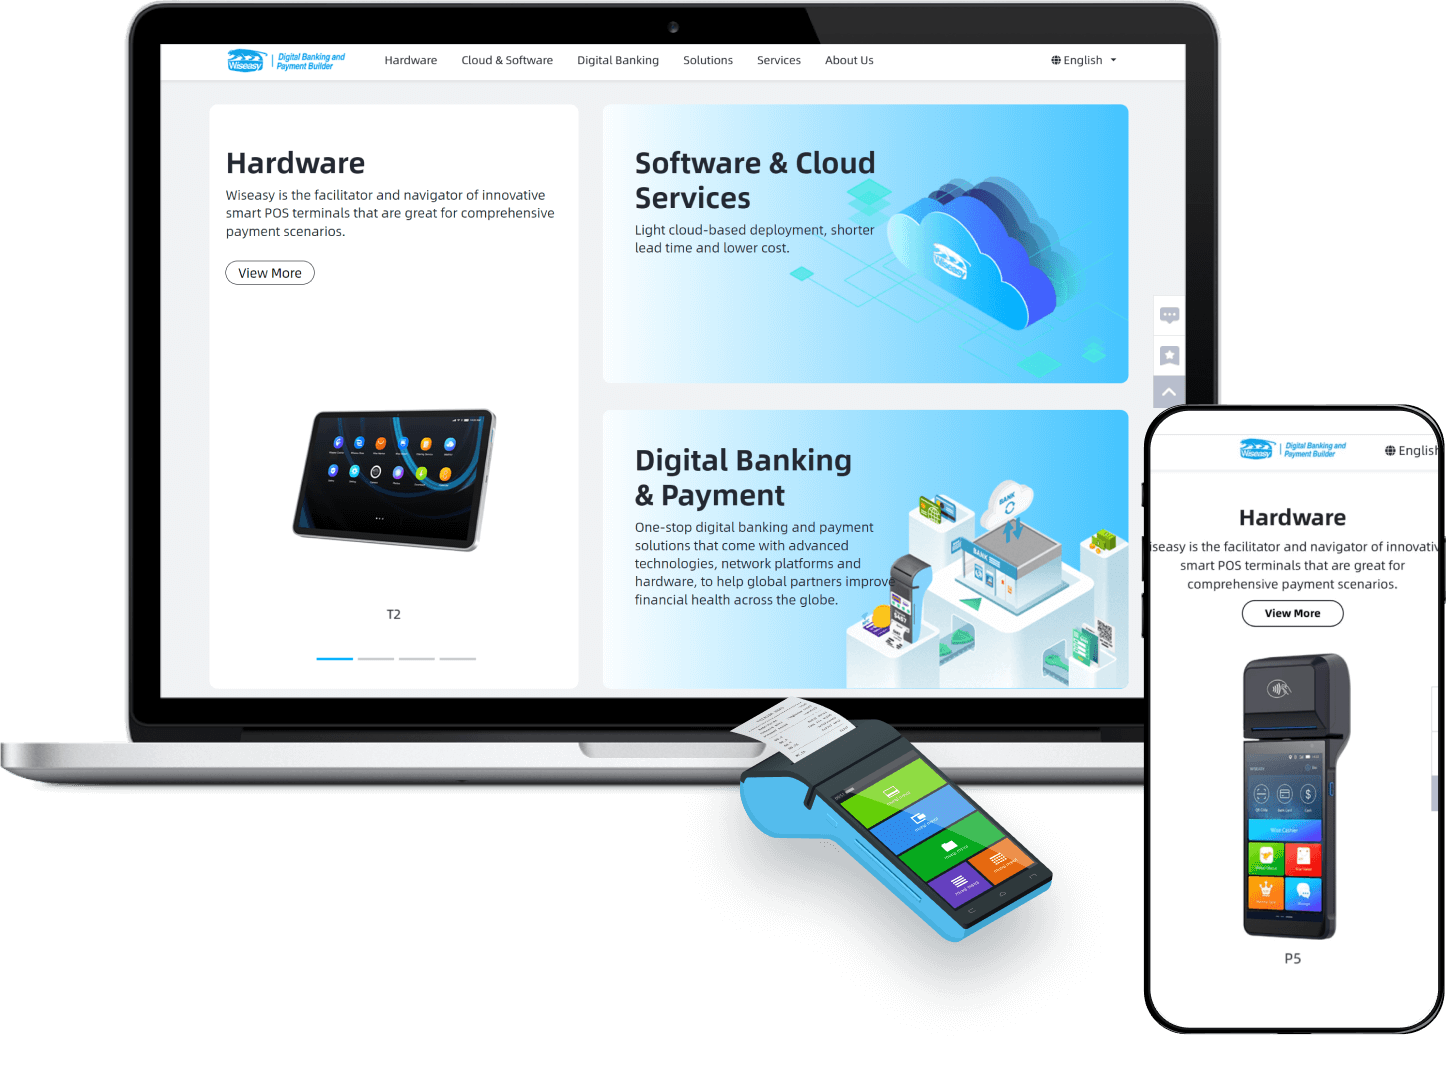 Wiseasy
Digital Banking and
Payment Builder
Hardware
Cloud & Software
Digital Banking
Solutions
Services
About Us
English
Hardware
Wiseasy is the facilitator and navigator of innovative
smart POS terminals that are great for comprehensive
payment scenarios.
View More
T2
Software & Cloud
Services
Light cloud-based deployment, shorter
lead time and lower cost.
Wiseasy
Digital Banking
& Payment
One-stop digital banking and payment
solutions that come with advanced
technologies, network platforms and
hardware, to help global partners improve
financial health across the globe.
BANK
BANK
Wiseasy
Digital Banking and
Payment Builder
English
Hardware
iseasy is the facilitator and navigator of innovativ
smart POS terminals that are great for
comprehensive payment scenarios.
View More
P5